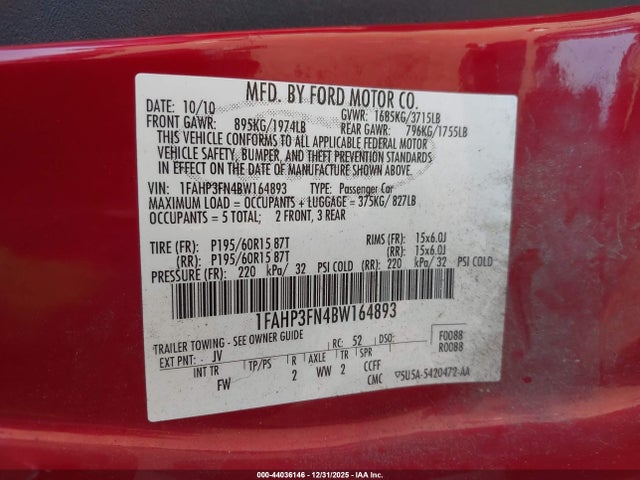 MFD. BY FORD MOTOR CO.
DATE: 10/10 GVWR: 1685KG/3715LB
FRONT GAWR: 895KG/1974LB REAR GAWR: 796KG/1755LB
THIS VEHICLE CONFORMS TO ALL APPLICABLE FEDERAL MOTOR
VEHICLE SAFETY, BUMPER, AND THEFT PREVENTION STANDARDS
IN EFFECT ON THE DATE OF MANUFACTURE SHOWN ABOVE.
VIN: 1FAHP3FN4BW164893 TYPE: Passenger Car
MAXIMUM LOAD = OCCUPANTS + LUGGAGE = 375KG/ 827LB
OCCUPANTS = 5 TOTAL: 2 FRONT, 3 REAR
TIRE (FR): P195/60R15 87T RIMS (FR): 15x6.0J
(RR): P195/60R15 87T (RR): 15x6.0J
PRESSURE (FR): 220 kPa/ 32 PSI COLD (RR): 220 kPa/ 32 PSI COLD
1FAHP3FN4BW164893
TRAILER TOWING - SEE OWNER GUIDE RC: 52 DSO: F0088
EXT PNT: JV R0088
INT TR TP/PS R AXLE TR SPR
FW 2 WW 2 CCFF
CMC 5U5A-5420472-AA
000-44036146 - 12/31/2025 - IAA Inc.